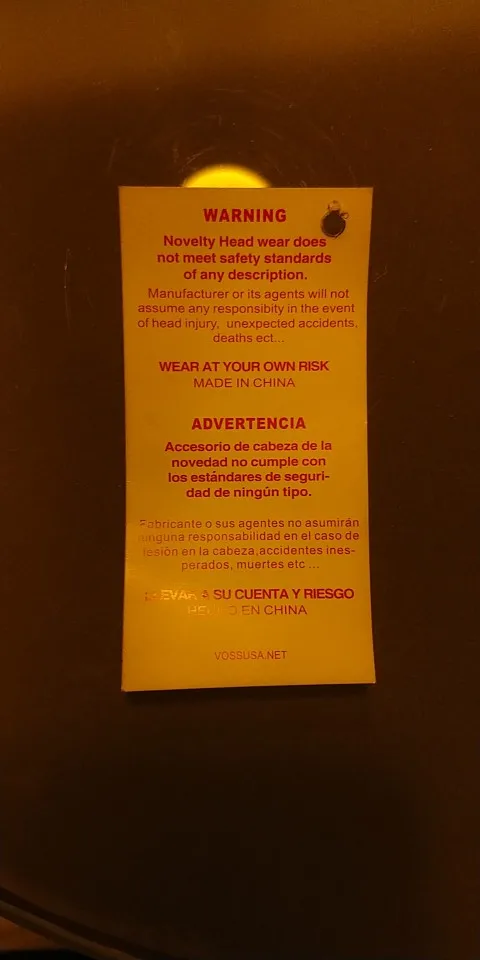 WARNING
Novelty Head wear does
not meet safety standards
of any description.
Manufacturer or its agents will not
assume any responsibity in the event
of head injury, unexpected accidents,
deaths ect...
WEAR AT YOUR OWN RISK
MADE IN CHINA
ADVERTENCIA
Accesorio de cabeza de la
novedad no cumple con
los estándares de seguri-
dad de ningún tipo.
Fabricante o sus agentes no asumirán
ninguna responsabilidad en el caso de
lesión en la cabeza,accidentes ines-
perados, muertes etc ...
A SU CUENTA Y RIESGO
EN CHINA
VOSSUSA.NET